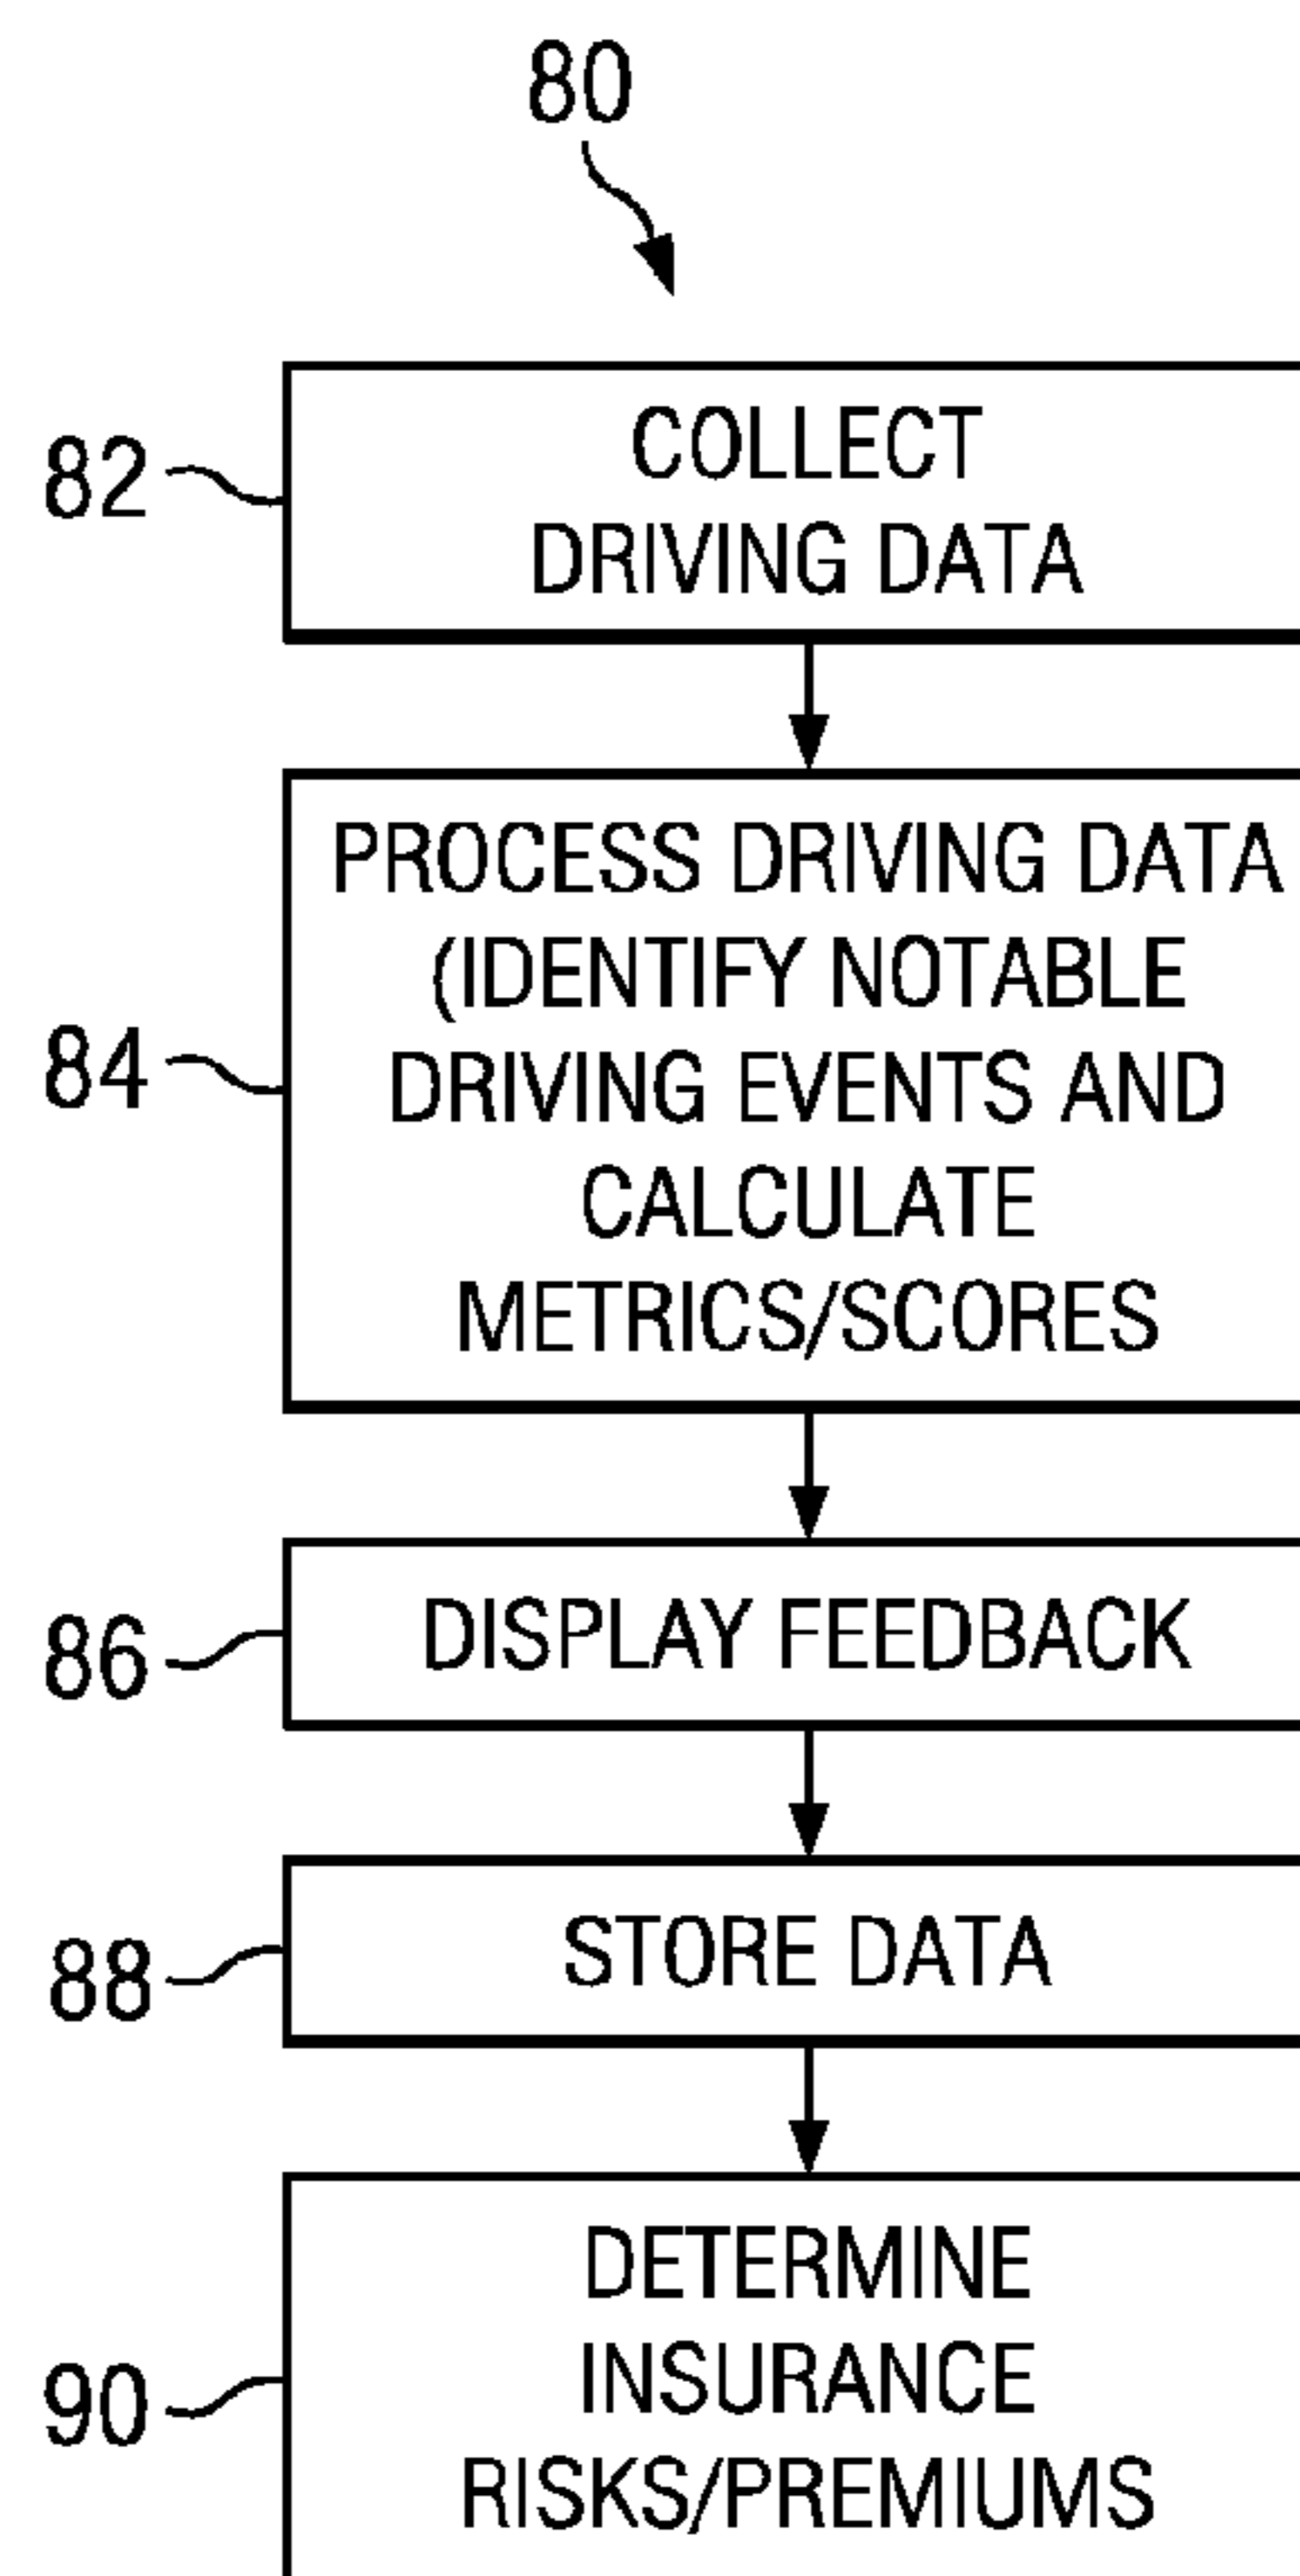 80
82
COLLECT
DRIVING DATA
84
PROCESS DRIVING DATA
(IDENTIFY NOTABLE
DRIVING EVENTS AND
CALCULATE
METRICS/SCORES
86
DISPLAY FEEDBACK
88
STORE DATA
90
DETERMINE
INSURANCE
RISKS/PREMIUMS